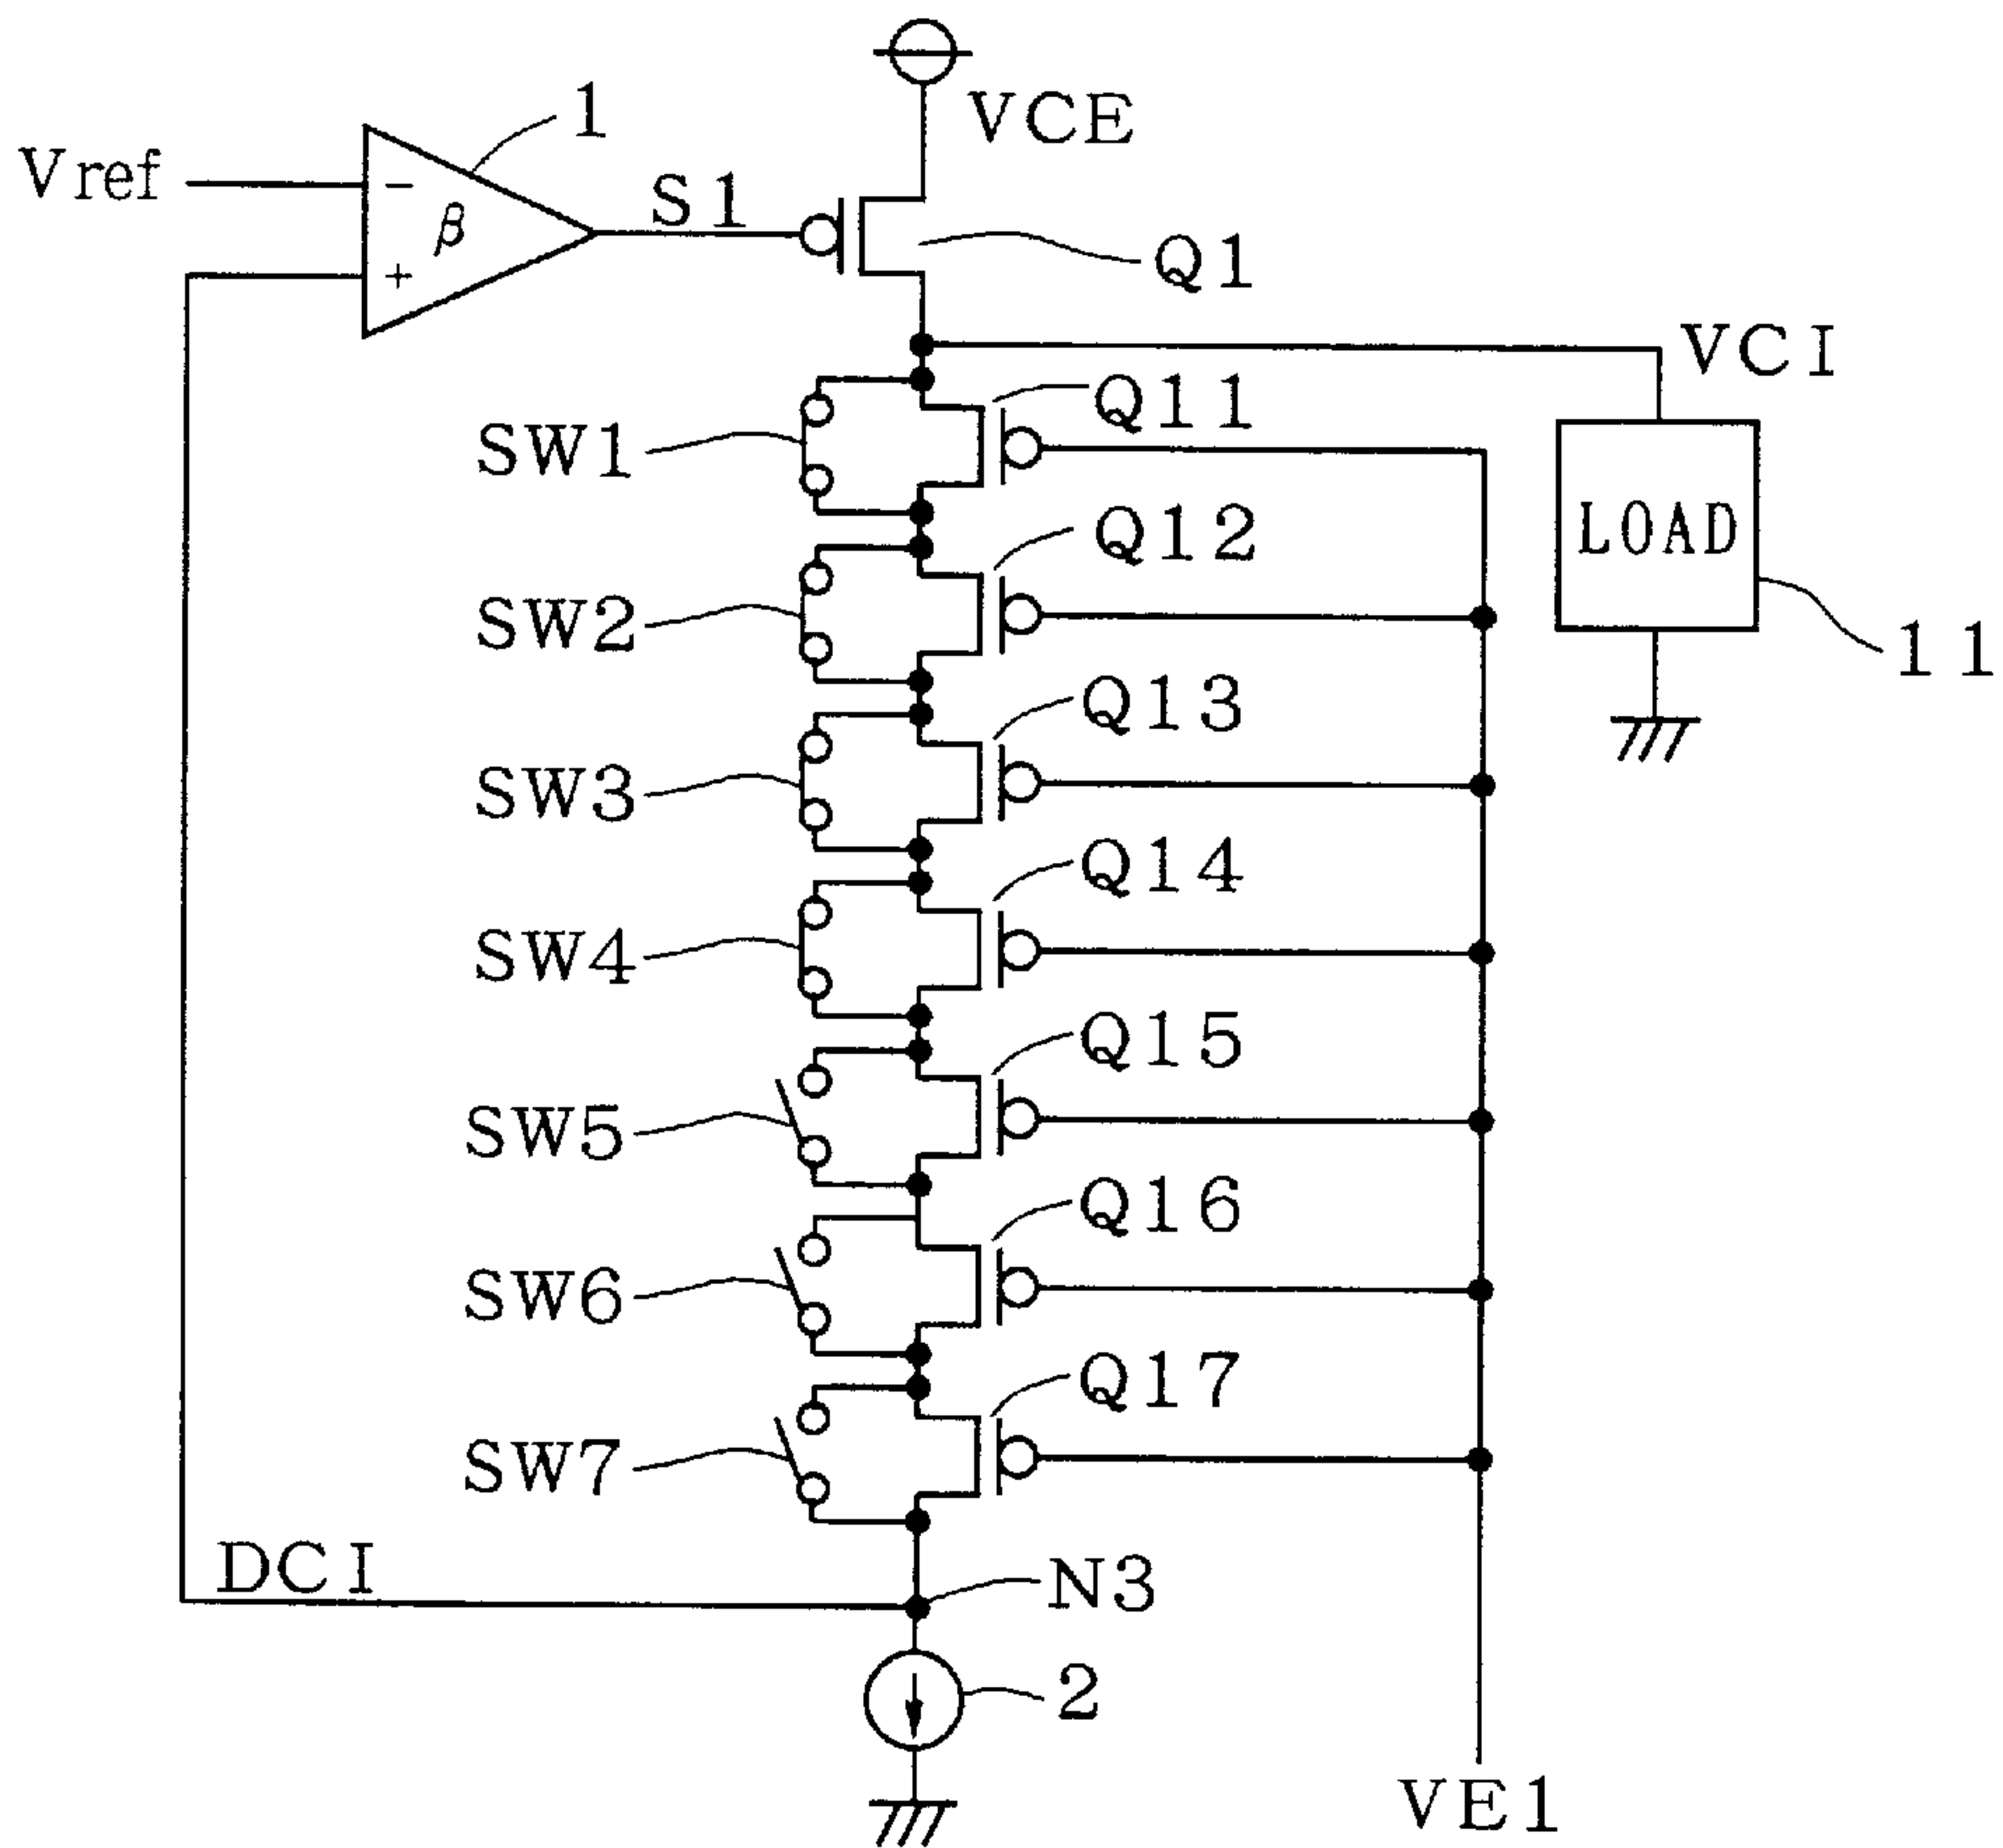 VCE
1
Vref
−
β
+
S1
Q1
VCI
Q11
SW1
LOAD
Q12
SW2
11
Q13
SW3
Q14
SW4
Q15
SW5
Q16
SW6
Q17
SW7
DCI
N3
2
VE1